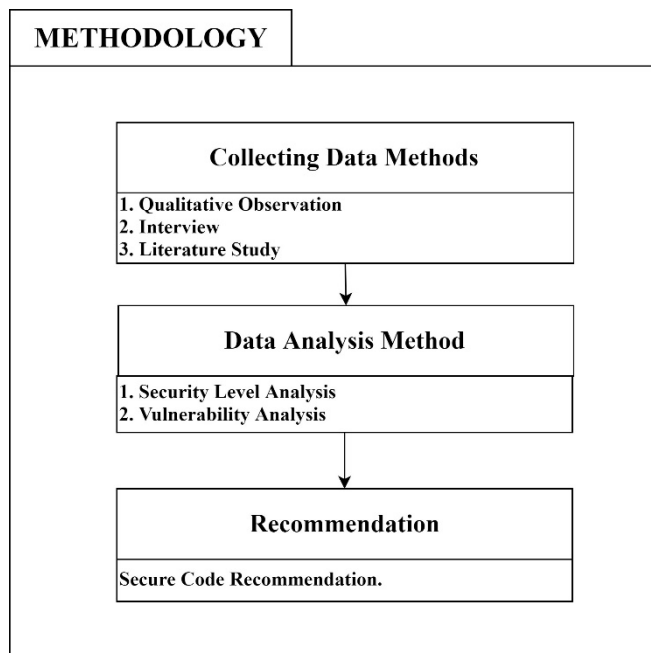 METHODOLOGY
Collecting Data Methods
1. Qualitative Observation
2. Interview
3. Literature Study
Data Analysis Method
1. Security Level Analysis
2. Vulnerability Analysis
Recommendation
Secure Code Recommendation.